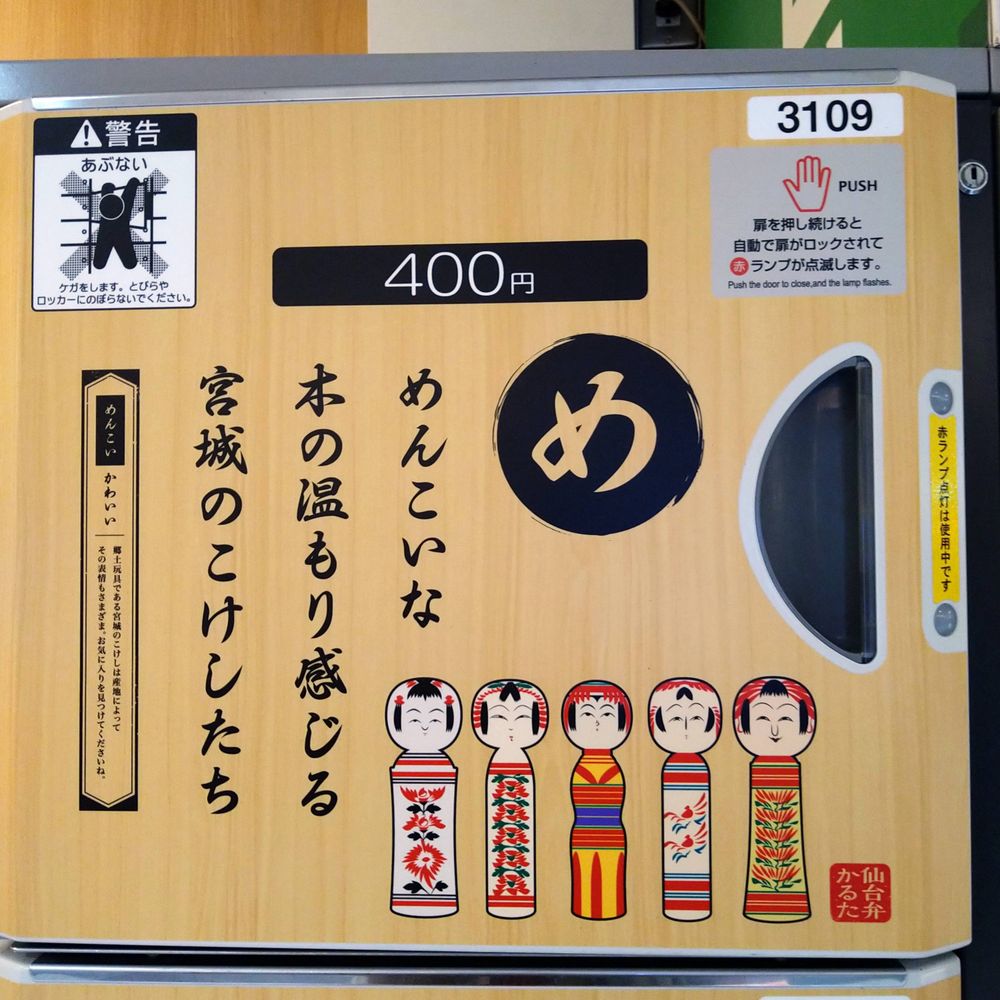 警告
あぶない
ケガをします。とびらや
ロッカーにのぼらないでください。
3109
PUSH
扉を押し続けると
自動で扉がロックされて
赤ランプが点滅します。
Push the door to close,and the lamp flashes.
400円
め
めんこいな
木の温もり感じる
宮城のこけしたち
めんこい かわいい
郷土玩具である宮城のこけしは産地によって
その表情もさまざま。お気に入りを見つけてくださいね。
赤ランプ点灯は使用中です
仙台弁
かるた